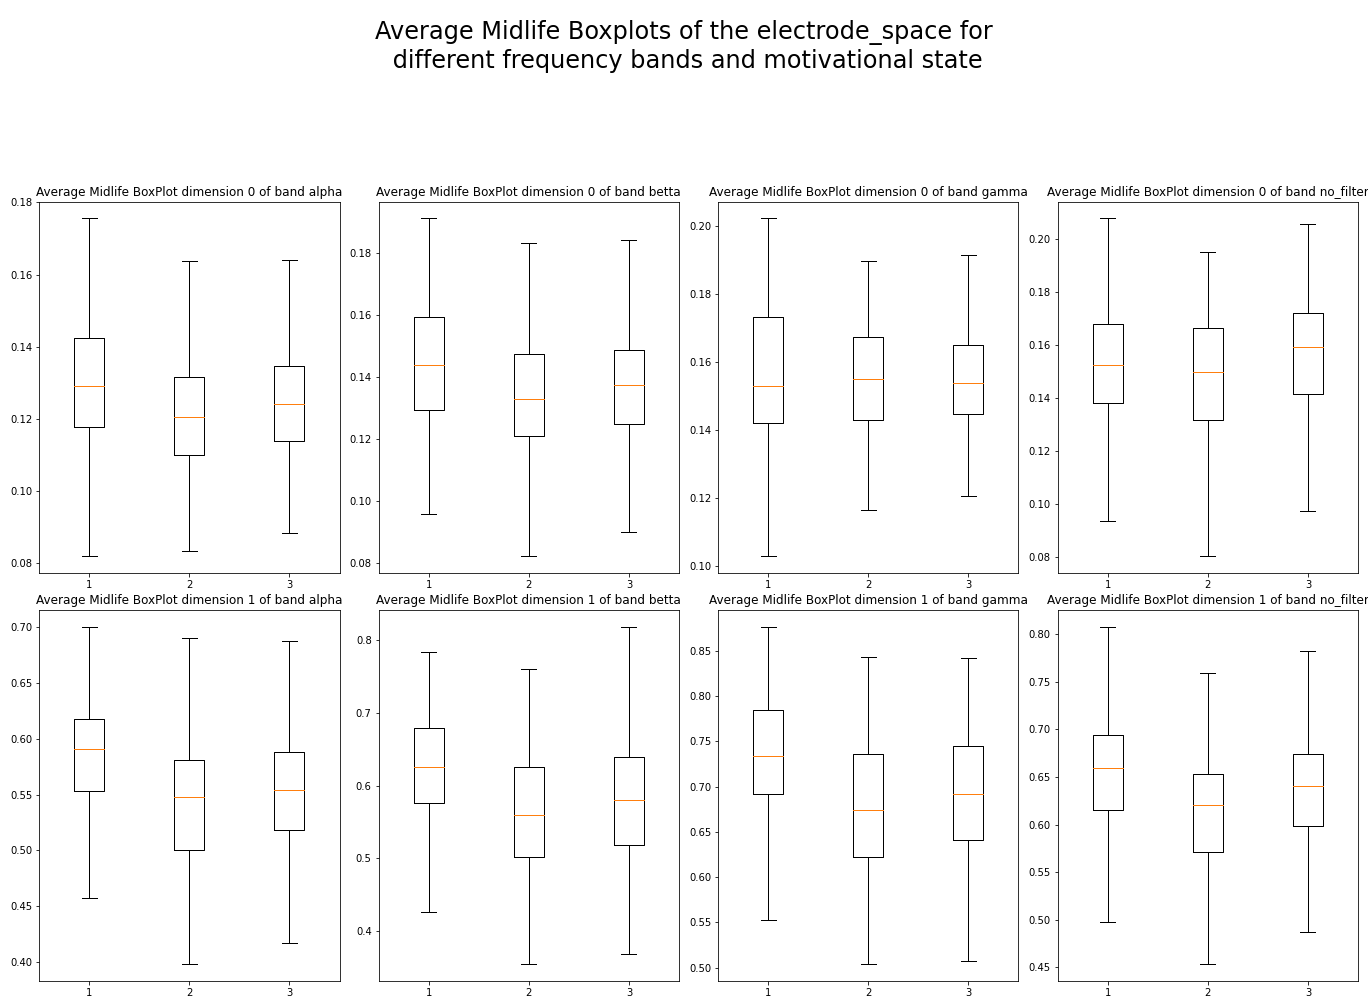 Average Midlife Boxplots of the electrode_space for
different frequency bands and motivational state
Average Midlife BoxPlot dimension 0 of band alpha
Average Midlife BoxPlot dimension 0 of band betta
Average Midlife BoxPlot dimension 0 of band gamma
Average Midlife BoxPlot dimension 0 of band no_filter
0.18
0.16
0.14
0.12
0.10
0.08
1 2 3
0.18
0.16
0.14
0.12
0.10
0.08
1 2 3
0.20
0.18
0.16
0.14
0.12
0.10
1 2 3
0.20
0.18
0.16
0.14
0.12
0.10
0.08
1 2 3
Average Midlife BoxPlot dimension 1 of band alpha
Average Midlife BoxPlot dimension 1 of band betta
Average Midlife BoxPlot dimension 1 of band gamma
Average Midlife BoxPlot dimension 1 of band no_filter
0.70
0.65
0.60
0.55
0.50
0.45
0.40
1 2 3
0.8
0.7
0.6
0.5
0.4
1 2 3
0.85
0.80
0.75
0.70
0.65
0.60
0.55
0.50
1 2 3
0.80
0.75
0.70
0.65
0.60
0.55
0.50
0.45
1 2 3